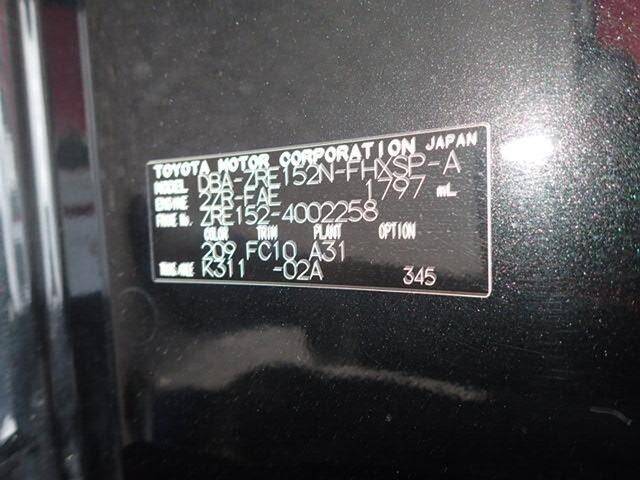 TOYOTA MOTOR CORPORATION JAPAN
MODEL DBA-ZRE152N-FHXSP-A
ENGINE 2ZR-FAE 1797 mL
FRAME No. ZRE152-4002258
COLOR TRIM PLANT OPTION
209 FC10 A31
TRANS/AXLE K311 -02A 345